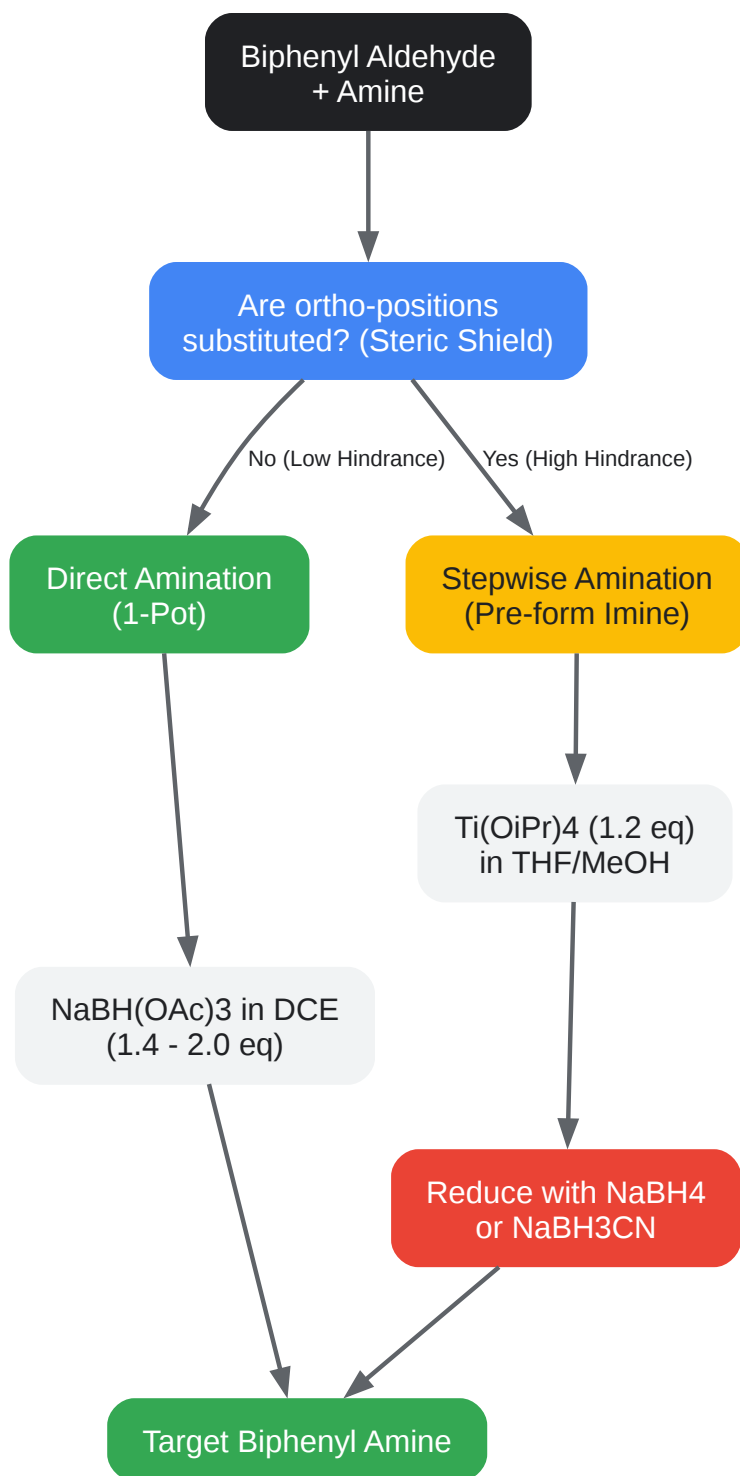 Biphenyl Aldehyde
+ Amine
Are ortho-positions
substituted? (Steric Shield)
No (Low Hindrance)
Yes (High Hindrance)
Direct Amination
(1-Pot)
Stepwise Amination
(Pre-form Imine)
Ti(OiPr)4 (1.2 eq)
in THF/MeOH
NaBH(OAc)3 in DCE
(1.4 - 2.0 eq)
Reduce with NaBH4
or NaBH3CN
Target Biphenyl Amine